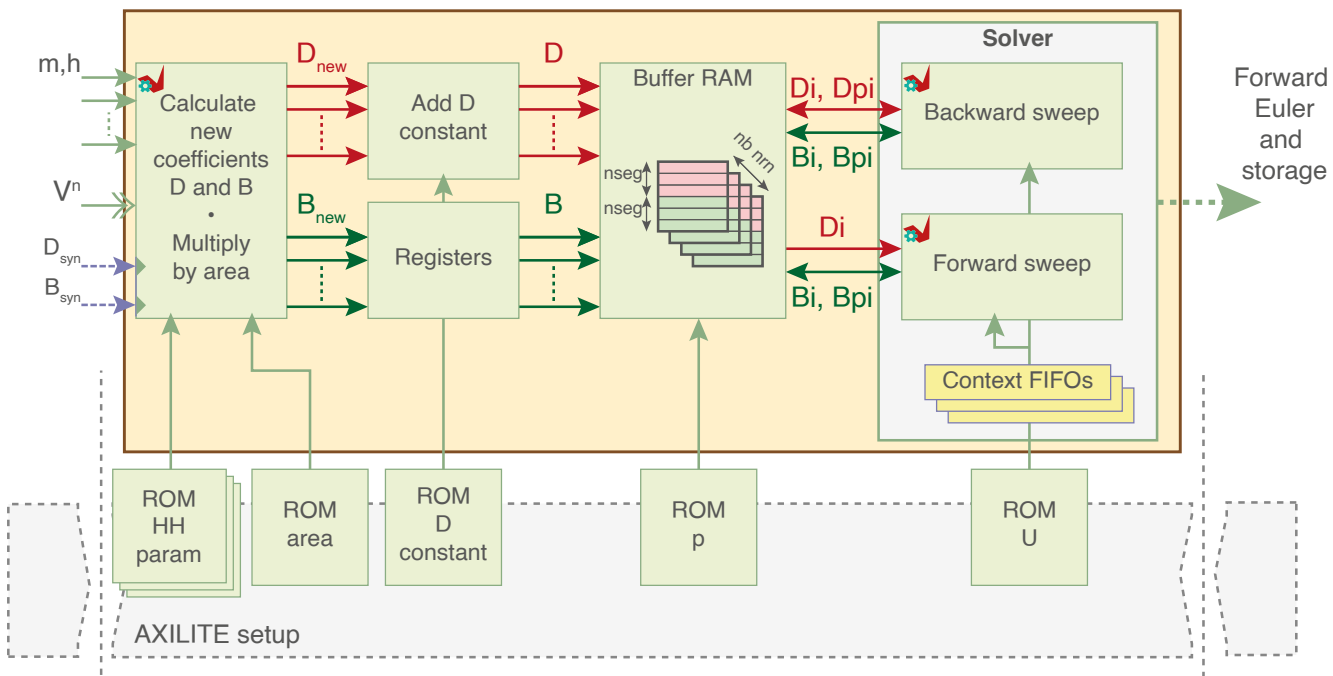 m,h
Vⁿ
D_syn
B_syn
Calculate
new
coefficients
D and B
•
Multiply
by area
D_new
B_new
Add D
constant
Registers
D
B
Buffer RAM
nb nrn
nseg
nseg
Di, Dpi
Bi, Bpi
Di
Bi, Bpi
Solver
Backward sweep
Forward sweep
Context FIFOs
Forward
Euler
and
storage
ROM
HH
param
ROM
area
ROM
D
constant
ROM
p
ROM
U
AXILITE setup